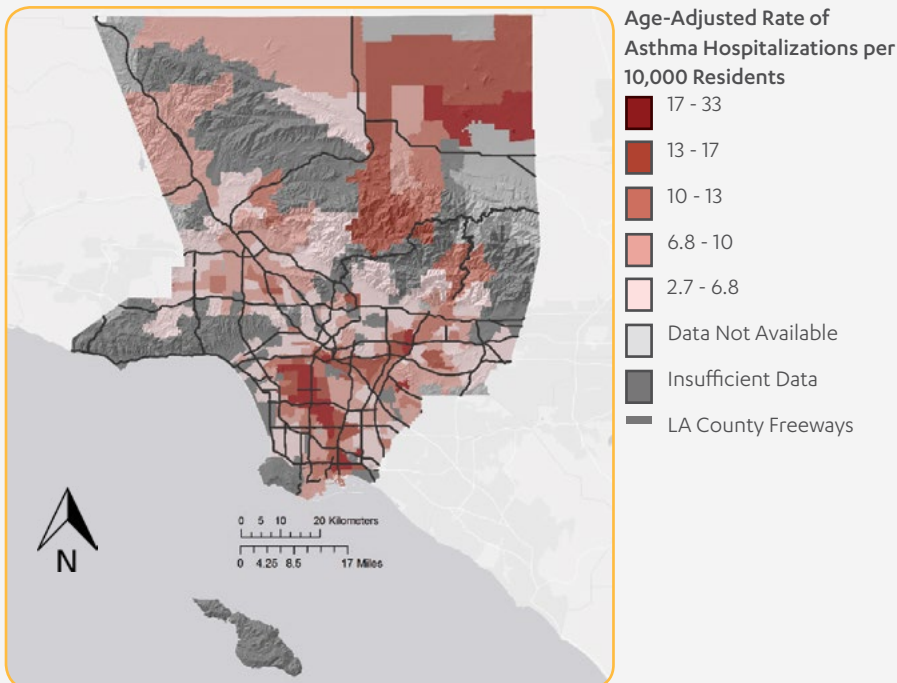 Age-Adjusted Rate of
Asthma Hospitalizations per
10,000 Residents
17 - 33
13 - 17
10 - 13
6.8 - 10
2.7 - 6.8
Data Not Available
Insufficient Data
LA County Freeways
N
0 5 10 20 Kilometers
0 4.25 8.5 17 Miles